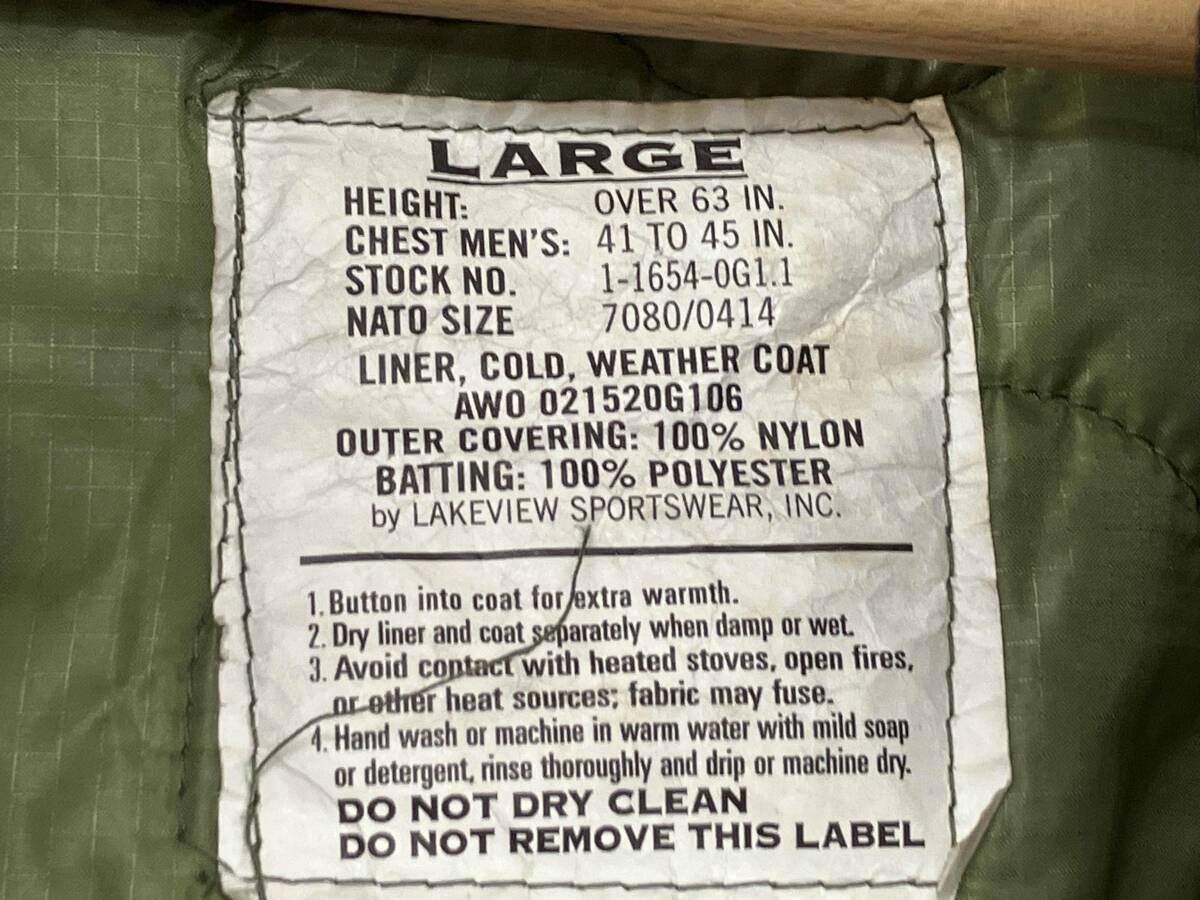 LARGE
HEIGHT: OVER 63 IN.
CHEST MEN'S: 41 TO 45 IN.
STOCK NO. 1-1654-0G1.1
NATO SIZE 7080/0414
LINER, COLD, WEATHER COAT
AWO 021520G106
OUTER COVERING: 100% NYLON
BATTING: 100% POLYESTER
by LAKEVIEW SPORTSWEAR, INC.
1. Button into coat for extra warmth.
2. Dry liner and coat separately when damp or wet.
3. Avoid contact with heated stoves, open fires,
or other heat sources; fabric may fuse.
4. Hand wash or machine in warm water with mild soap
or detergent, rinse thoroughly and drip or machine dry.
DO NOT DRY CLEAN
DO NOT REMOVE THIS LABEL